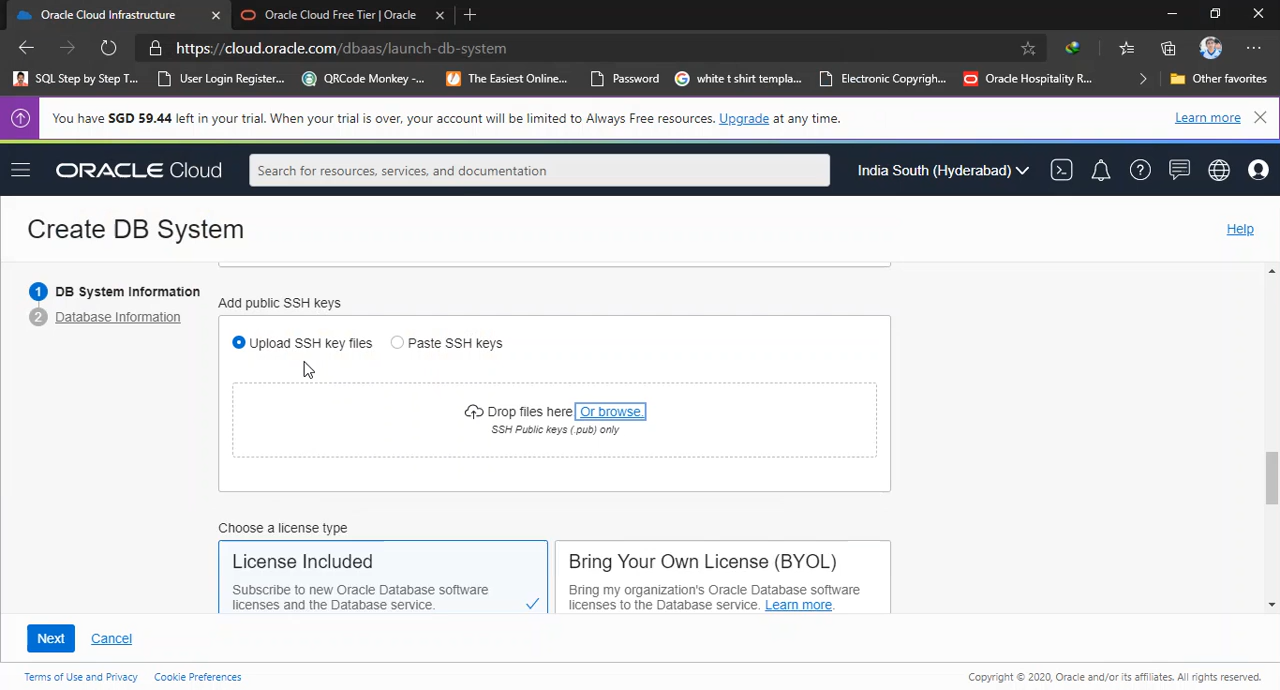 Oracle Cloud Infrastructure
Oracle Cloud Free Tier | Oracle
https://cloud.oracle.com/dbaas/launch-db-system
SQL Step by Step T...
User Login Register...
QRCode Monkey -...
The Easiest Online...
Password
white t shirt templa...
Electronic Copyrigh...
Oracle Hospitality R...
Other favorites
You have SGD 59.44 left in your trial. When your trial is over, your account will be limited to Always Free resources. Upgrade at any time.
Learn more
ORACLE Cloud
Search for resources, services, and documentation
India South (Hyderabad)
Create DB System
Help
1 DB System Information
2 Database Information
Add public SSH keys
Upload SSH key files
Paste SSH keys
Drop files here Or browse.
SSH Public keys (.pub) only
Choose a license type
License Included
Subscribe to new Oracle Database software
licenses and the Database service.
Bring Your Own License (BYOL)
Bring my organization's Oracle Database software
licenses to the Database service. Learn more.
Next
Cancel
Terms of Use and Privacy
Cookie Preferences
Copyright © 2020, Oracle and/or its affiliates. All rights reserved.